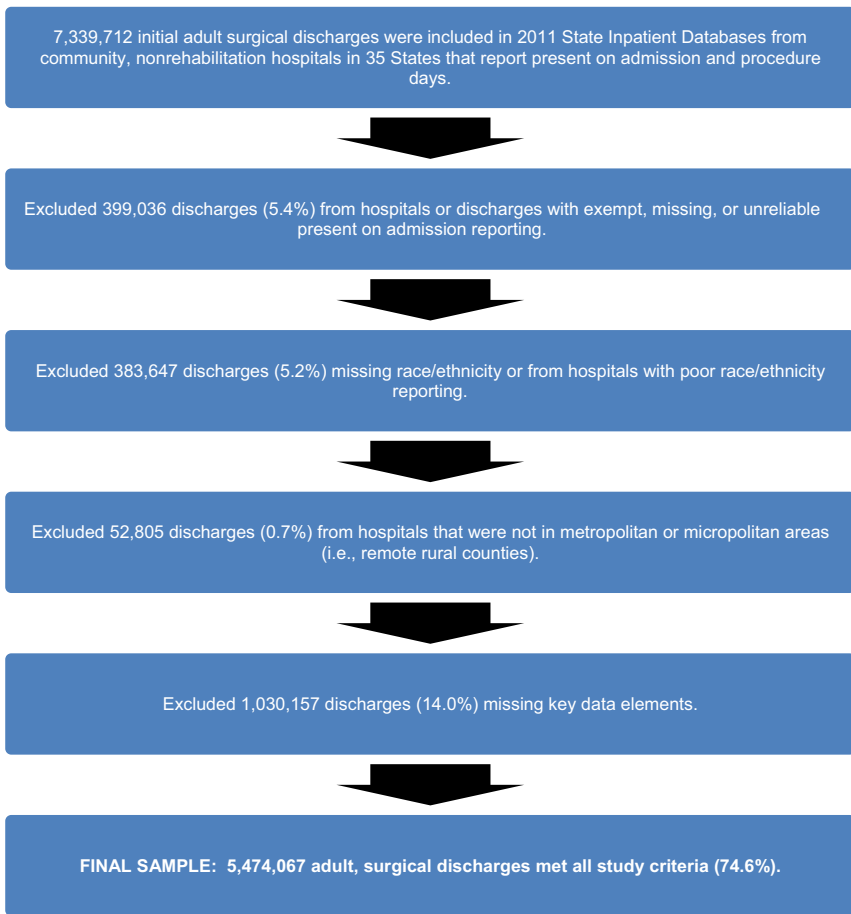 7,339,712 initial adult surgical discharges were included in 2011 State Inpatient Databases from
community, nonrehabilitation hospitals in 35 States that report present on admission and procedure
days.
Excluded 399,036 discharges (5.4%) from hospitals or discharges with exempt, missing, or unreliable
present on admission reporting.
Excluded 383,647 discharges (5.2%) missing race/ethnicity or from hospitals with poor race/ethnicity
reporting.
Excluded 52,805 discharges (0.7%) from hospitals that were not in metropolitan or micropolitan areas
(i.e., remote rural counties).
Excluded 1,030,157 discharges (14.0%) missing key data elements.
FINAL SAMPLE: 5,474,067 adult, surgical discharges met all study criteria (74.6%).